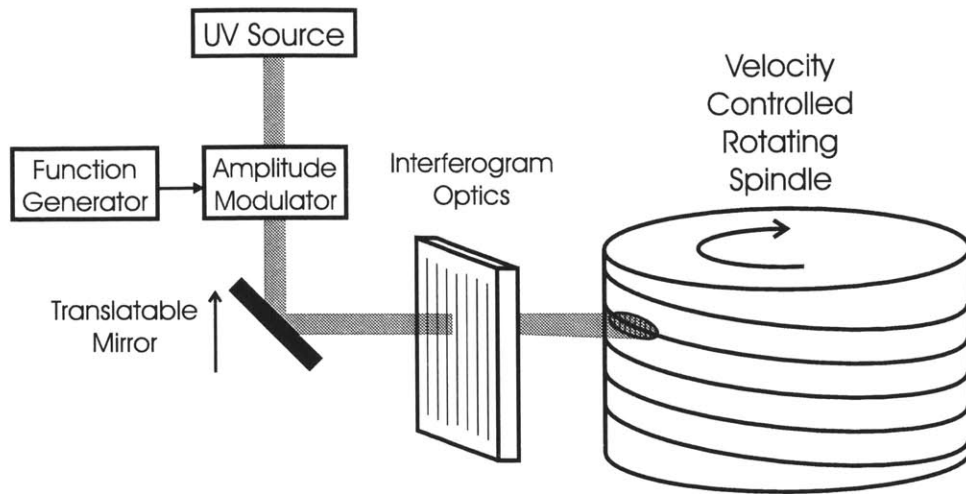 UV Source
Function
Generator
Amplitude
Modulator
Interferogram
Optics
Velocity
Controlled
Rotating
Spindle
Translatable
Mirror